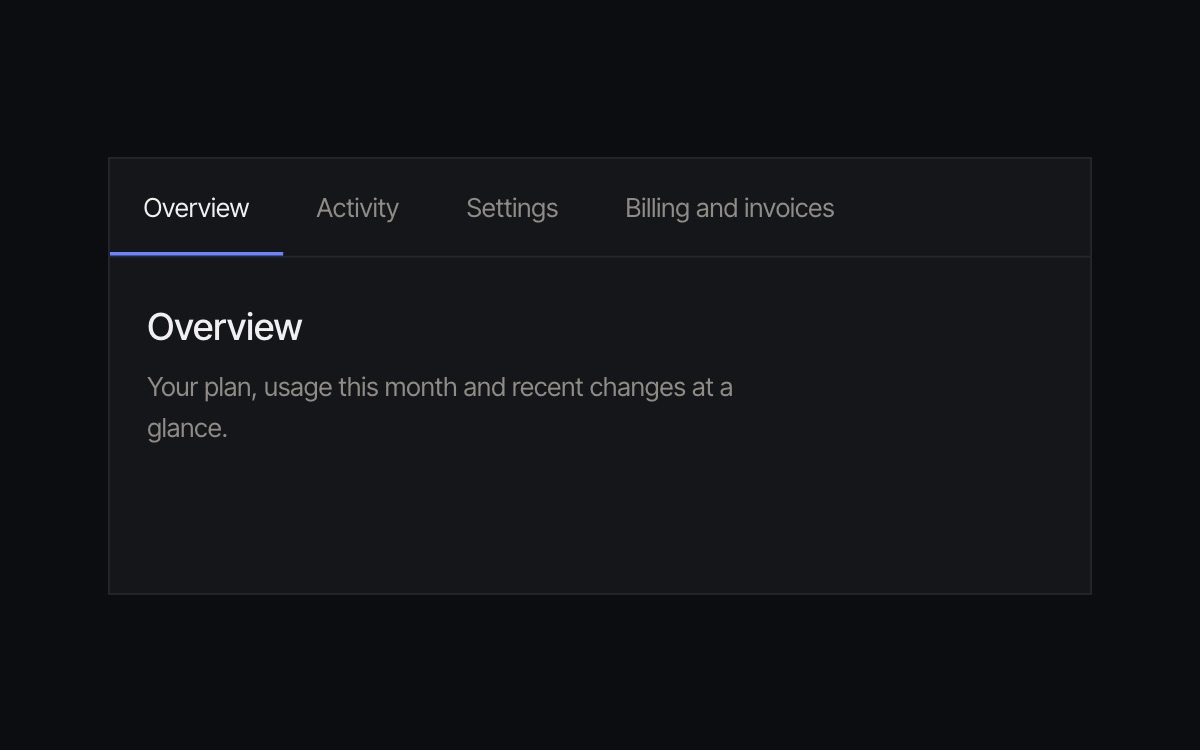 Overview Activity Settings Billing and invoices
Overview
Your plan, usage this month and recent changes at a
glance.